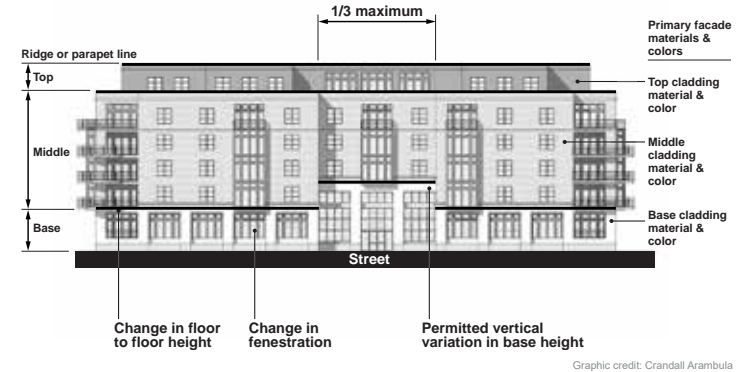 1/3 maximum
Primary facade
materials &
colors
Ridge or parapet line
Top
Top cladding
material &
color
Middle
Middle
cladding
material &
color
Base
Base cladding
material &
color
Street
Change in floor
to floor height
Change in
fenestration
Permitted vertical
variation in base height
Graphic credit: Crandall Arambula